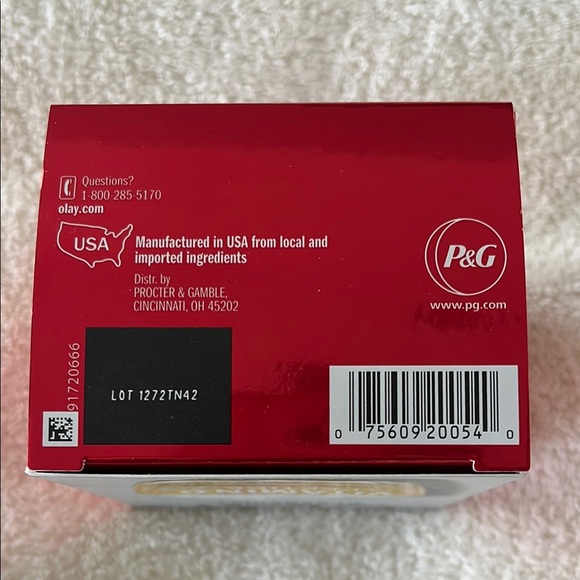 Questions?
1-800-285-5170
olay.com
USA
Manufactured in USA from local and
imported ingredients
Distr. by
PROCTER & GAMBLE,
CINCINNATI, OH 45202
P&G
www.pg.com
91720666
LOT 1272TN42
0 75609 20054 0